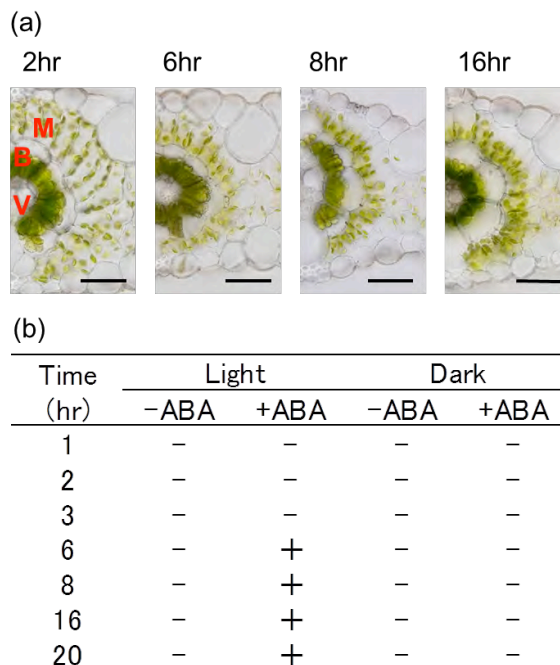 (a)
2hr 6hr 8hr 16hr
M
B
V
(b)
Time (hr) Light Dark
−ABA +ABA −ABA +ABA
1 − − − −
2 − − − −
3 − − − −
6 − + − −
8 − + − −
16 − + − −
20 − + − −